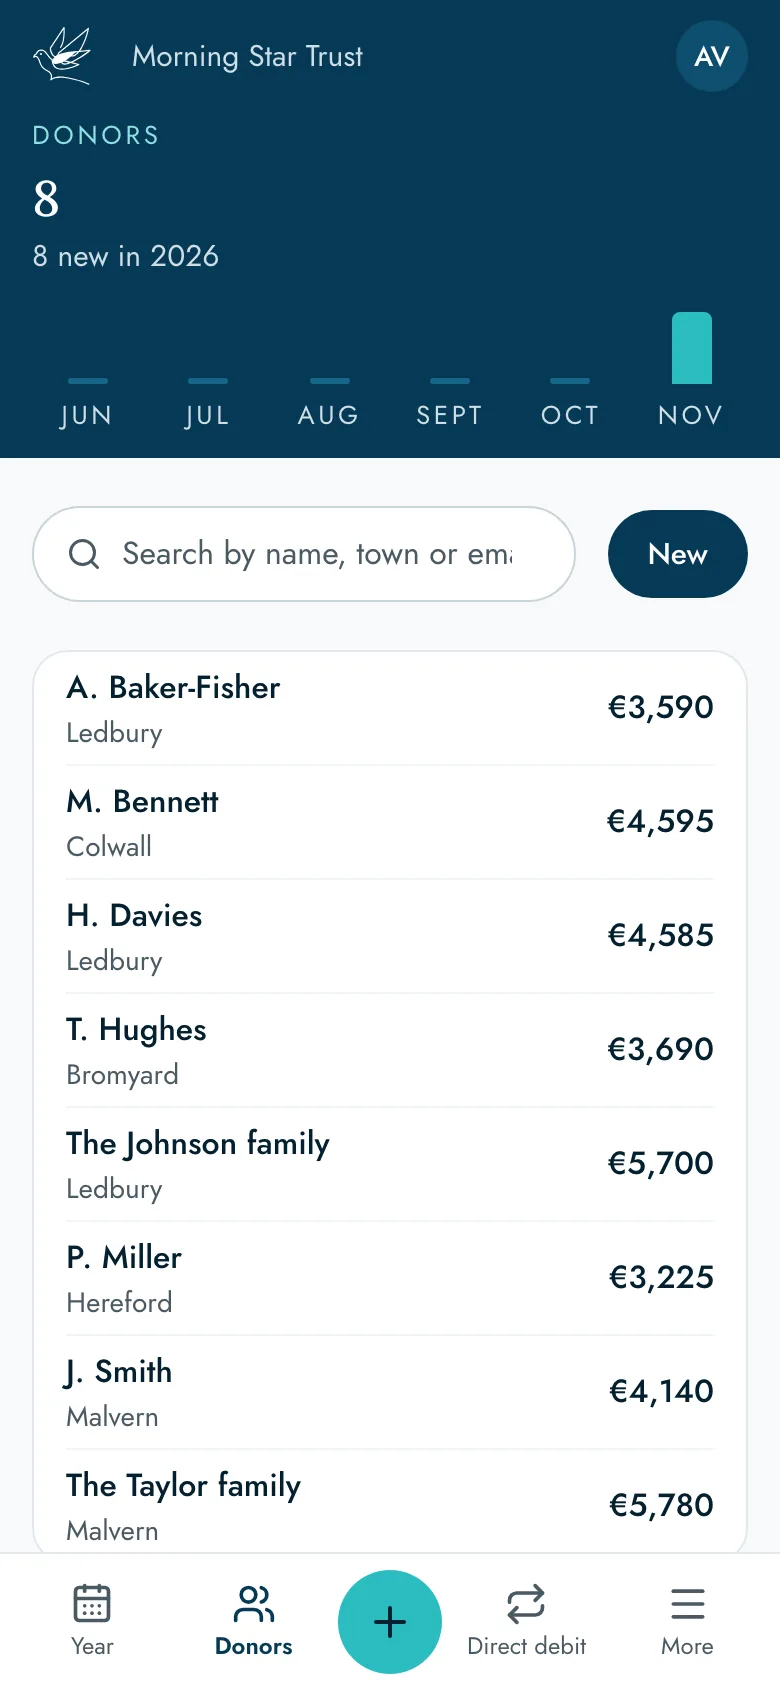 Morning Star Trust
AV
DONORS
8
8 new in 2026
JUN JUL AUG SEPT OCT NOV
Search by name, town or ema
New
A. Baker-Fisher
Ledbury
€3,590
M. Bennett
Colwall
€4,595
H. Davies
Ledbury
€4,585
T. Hughes
Bromyard
€3,690
The Johnson family
Ledbury
€5,700
P. Miller
Hereford
€3,225
J. Smith
Malvern
€4,140
The Taylor family
Malvern
€5,780
Year
Donors
Direct debit
More